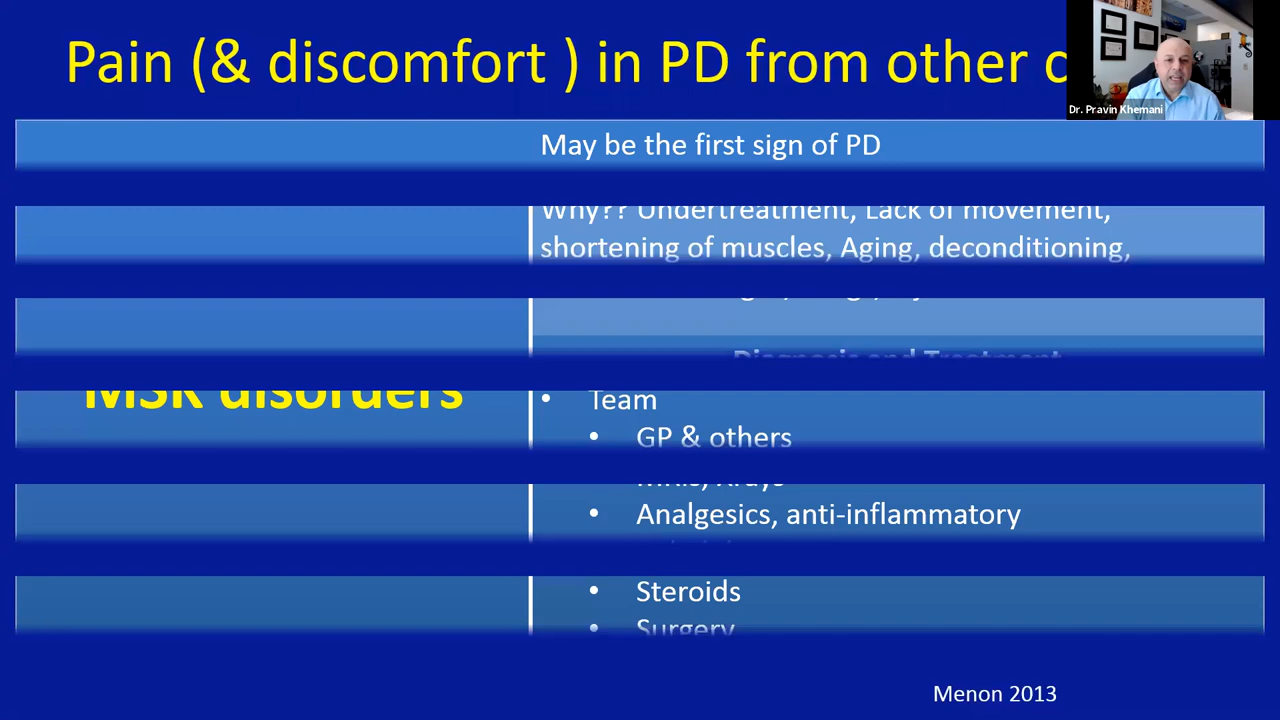 Pain (& discomfort ) in PD from other
Dr. Pravin Khemani
May be the first sign of PD
Why?? Undertreatment, Lack of movement,
shortening of muscles, Aging, deconditioning,
Diagnosis and Treatment
MSK disorders
• Team
• GP & others
MRIs, Xrays
• Analgesics, anti-inflammatory
• Steroids
• Surgery
Menon 2013